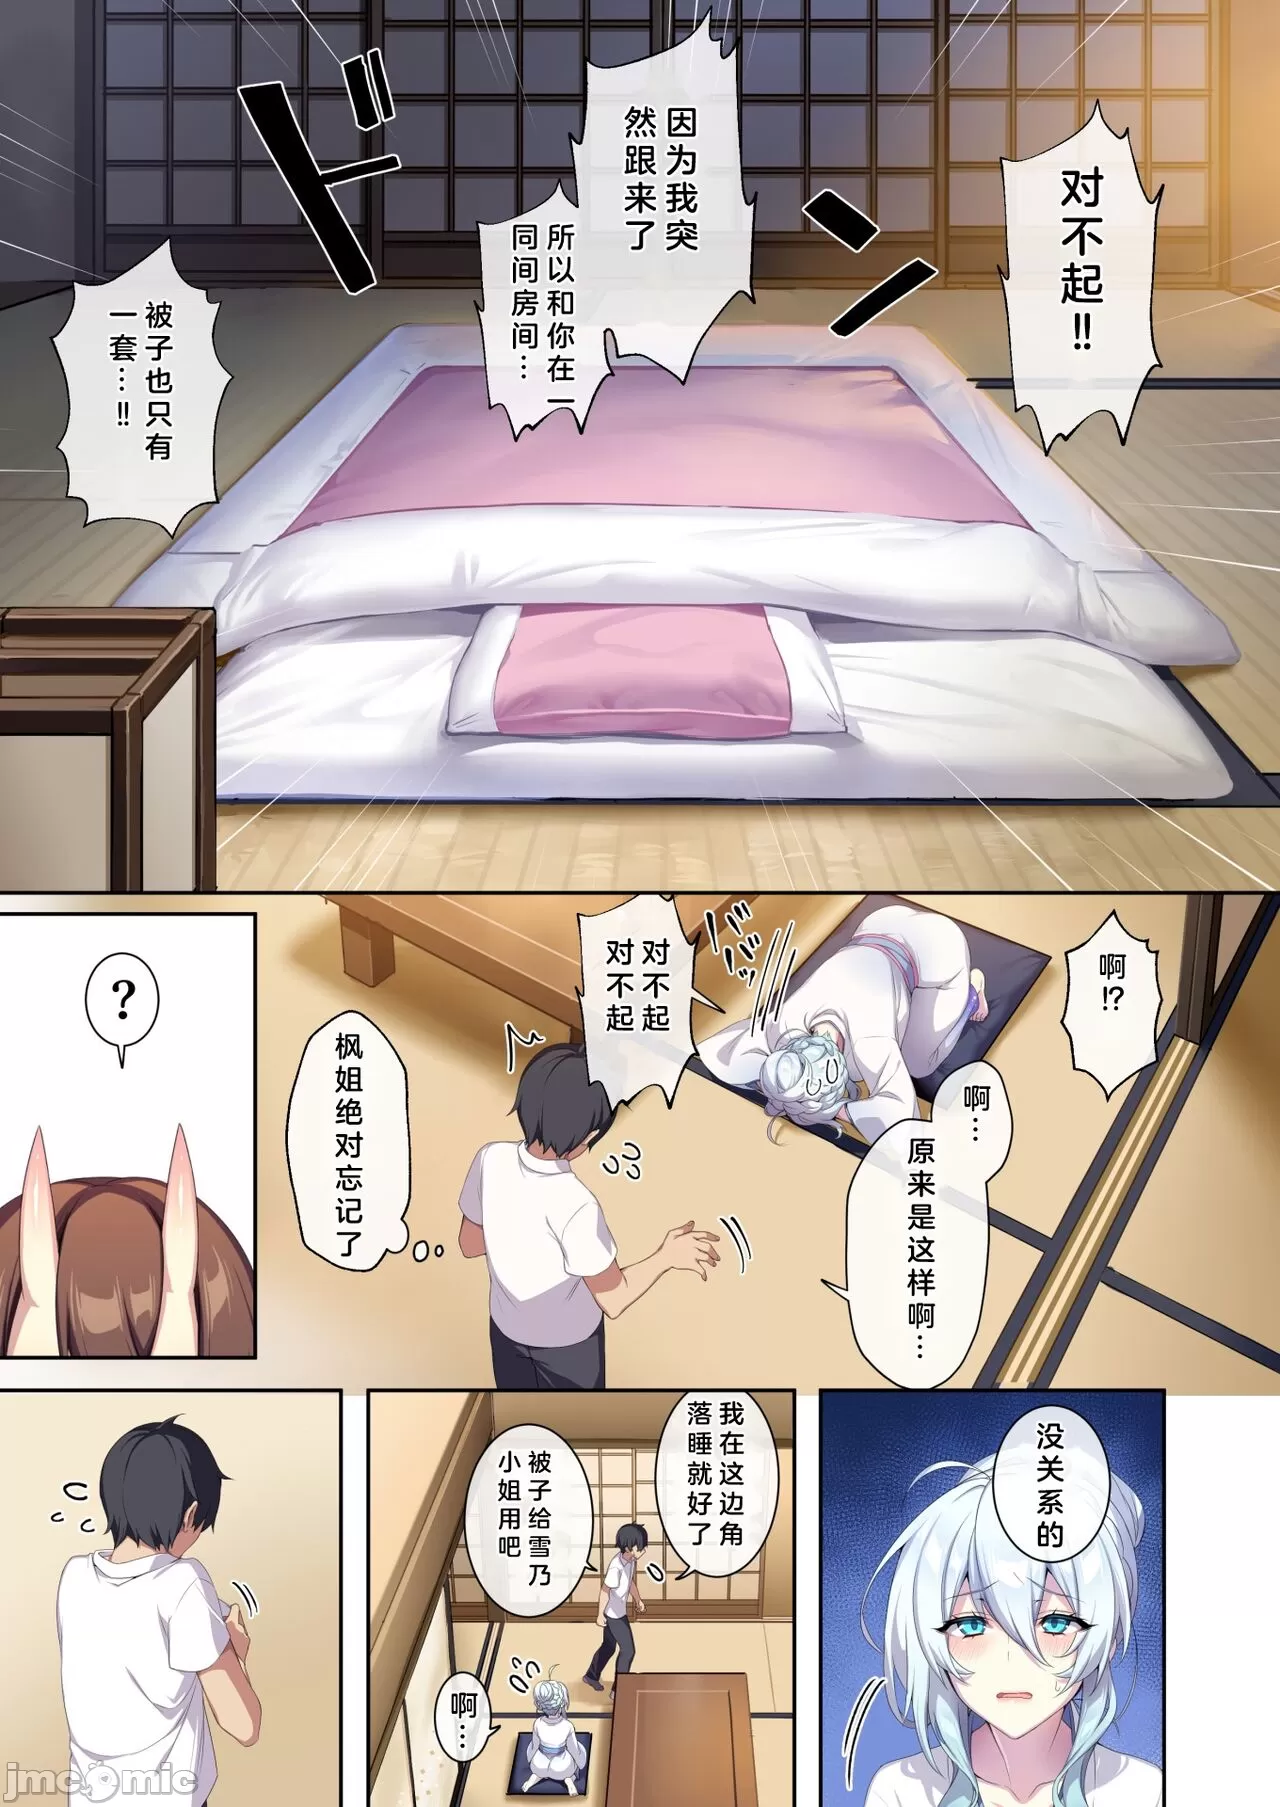 对不起!!
因为我突
然跟来了
所以和你在一
同间房间…
被子也只有
一套…!!
ドーン
啊!?
对不起
对不起
啊…
原来是这样啊…
枫姐绝对忘记了
?
没关系的
我在这边角
落睡就好了
被子给雪乃
小姐用吧
啊…
jmcomic